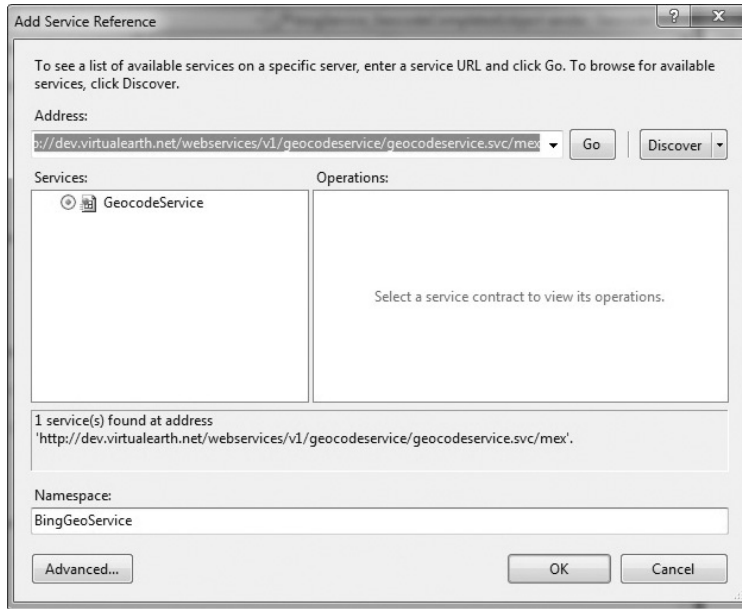 Add Service Reference
To see a list of available services on a specific server, enter a service URL and click Go. To browse for available
services, click Discover.
Address:
p://dev.virtualearth.net/webservices/v1/geocodeservice/geocodeservice.svc/mex
Go
Discover
Services:
Operations:
GeocodeService
Select a service contract to view its operations.
1 service(s) found at address
'http://dev.virtualearth.net/webservices/v1/geocodeservice/geocodeservice.svc/mex'.
Namespace:
BingGeoService
Advanced...
OK
Cancel